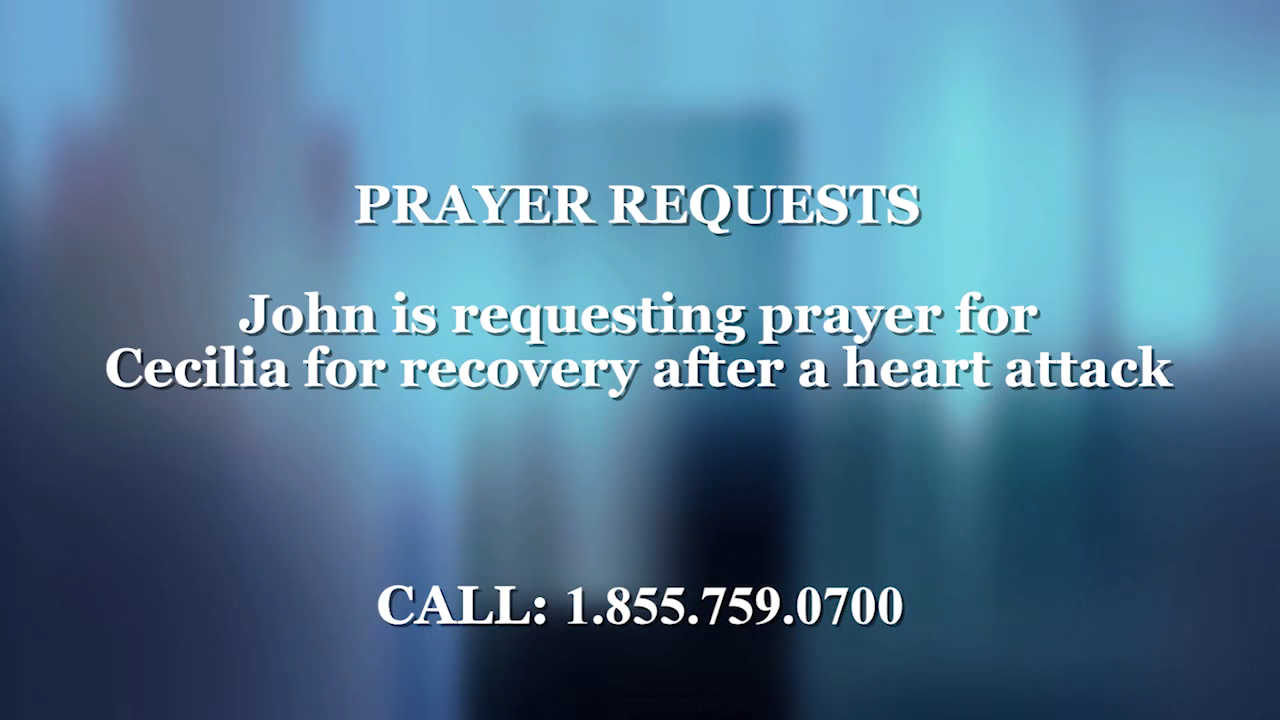 PRAYER REQUESTS
John is requesting prayer for
Cecilia for recovery after a heart attack
CALL: 1.855.759.0700